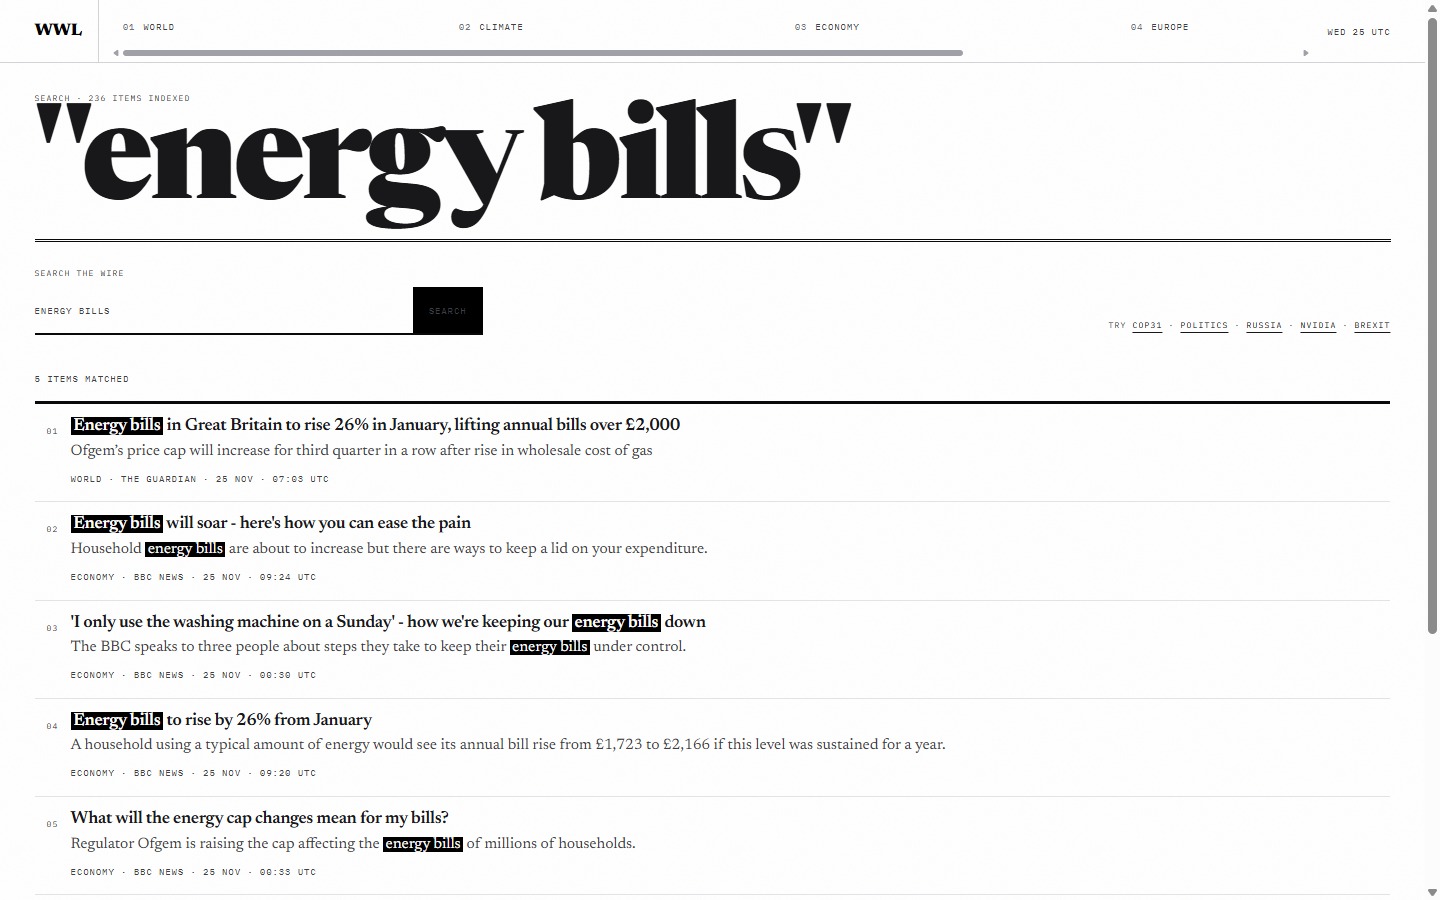 WWL
01 WORLD
02 CLIMATE
03 ECONOMY
04 EUROPE
WED 25 UTC
SEARCH · 236 ITEMS INDEXED
"energy bills"
SEARCH THE WIRE
ENERGY BILLS
SEARCH
TRY COP31 · POLITICS · RUSSIA · NVIDIA · BREXIT
5 ITEMS MATCHED
01
Energy bills in Great Britain to rise 26% in January, lifting annual bills over £2,000
Ofgem’s price cap will increase for third quarter in a row after rise in wholesale cost of gas
WORLD · THE GUARDIAN · 25 NOV · 07:03 UTC
02
Energy bills will soar - here's how you can ease the pain
Household energy bills are about to increase but there are ways to keep a lid on your expenditure.
ECONOMY · BBC NEWS · 25 NOV · 09:24 UTC
03
'I only use the washing machine on a Sunday' - how we're keeping our energy bills down
The BBC speaks to three people about steps they take to keep their energy bills under control.
ECONOMY · BBC NEWS · 25 NOV · 00:30 UTC
04
Energy bills to rise by 26% from January
A household using a typical amount of energy would see its annual bill rise from £1,723 to £2,166 if this level was sustained for a year.
ECONOMY · BBC NEWS · 25 NOV · 09:20 UTC
05
What will the energy cap changes mean for my bills?
Regulator Ofgem is raising the cap affecting the energy bills of millions of households.
ECONOMY · BBC NEWS · 25 NOV · 00:33 UTC